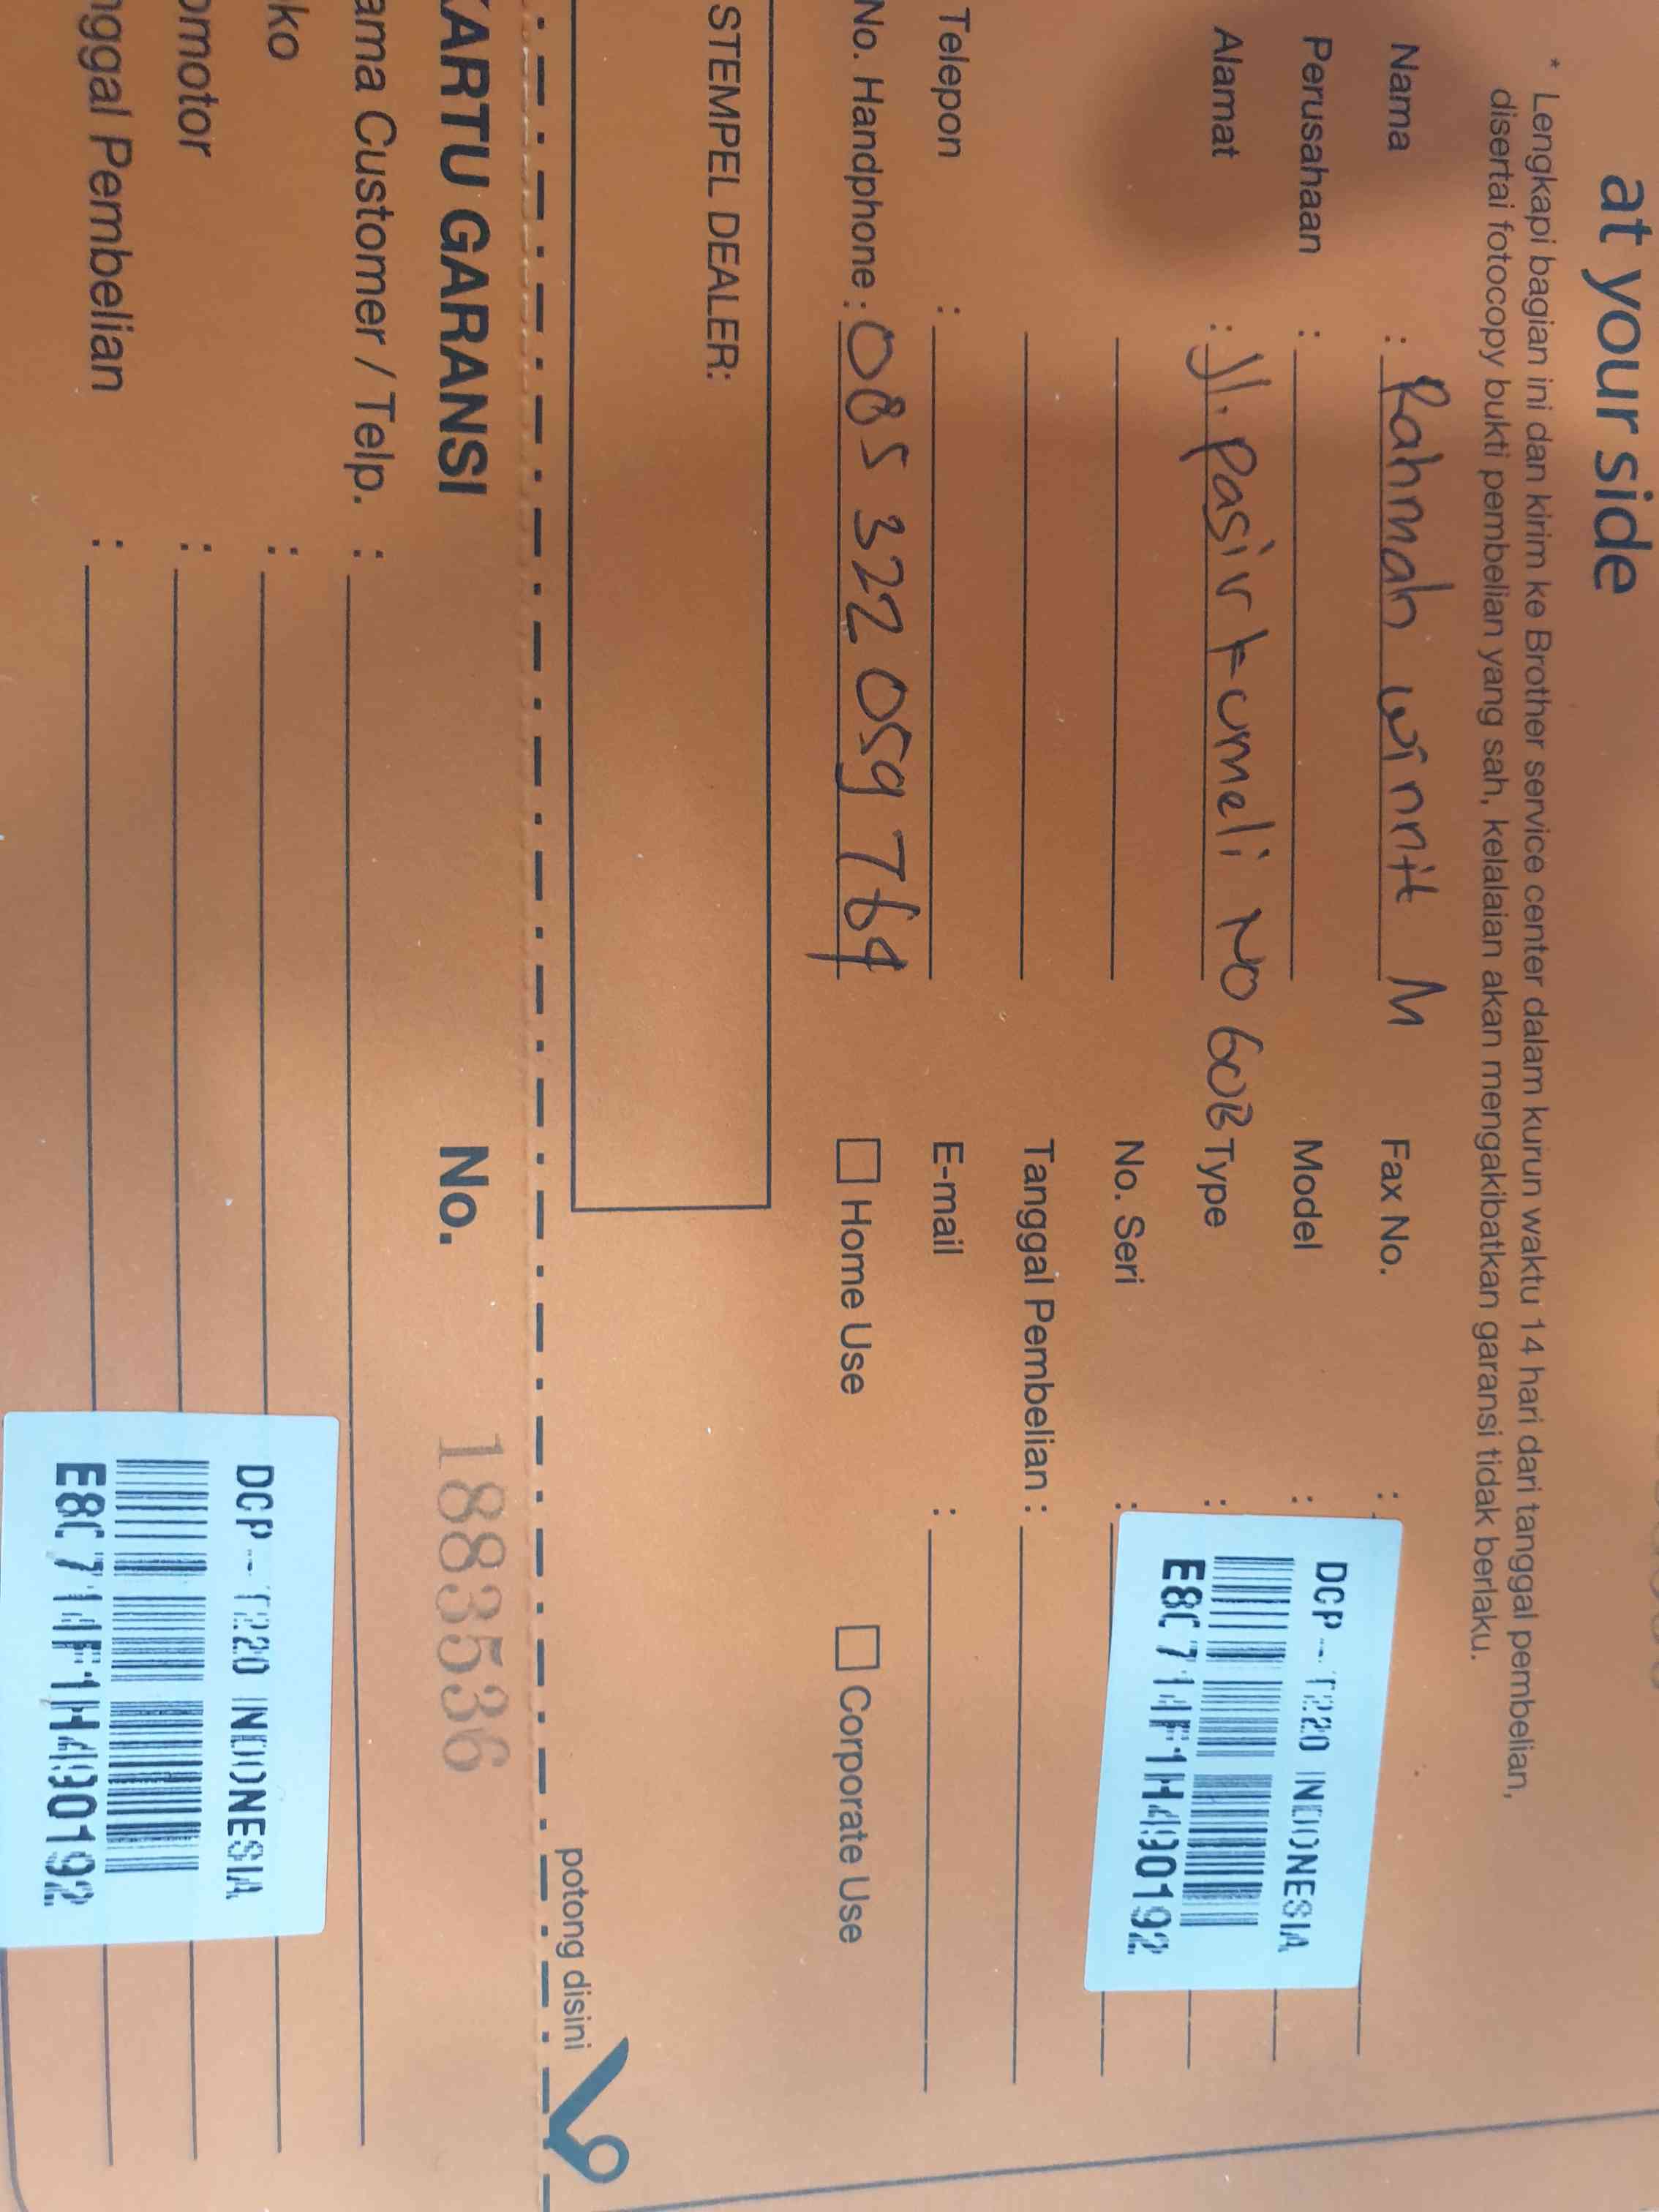 at your side
* Lengkapi bagian ini dan kirim ke Brother service center dalam kurun waktu 14 hari dari tanggal pembelian,
disertai fotocopy bukti pembelian yang sah, kelalaian akan mengakibatkan garansi tidak berlaku.
Nama : Rahmah M
Perusahaan :
Alamat : Jl. Pasir Kumeli No 60B
Telepon :
No. Handphone : 085 322 059 764
Fax No. :
Model :
Type :
No. Seri :
Tanggal Pembelian :
E-mail :
Home Use
Corporate Use
DCP-T220 INDONESIA
E8C714F1H490192
STEMPEL DEALER:
potong disini
KARTU GARANSI No. 1883536
ama Customer / Telp. :
ko :
omotor :
nggal Pembelian :
DCP-T220 INDONESIA
E8C714F1H490192